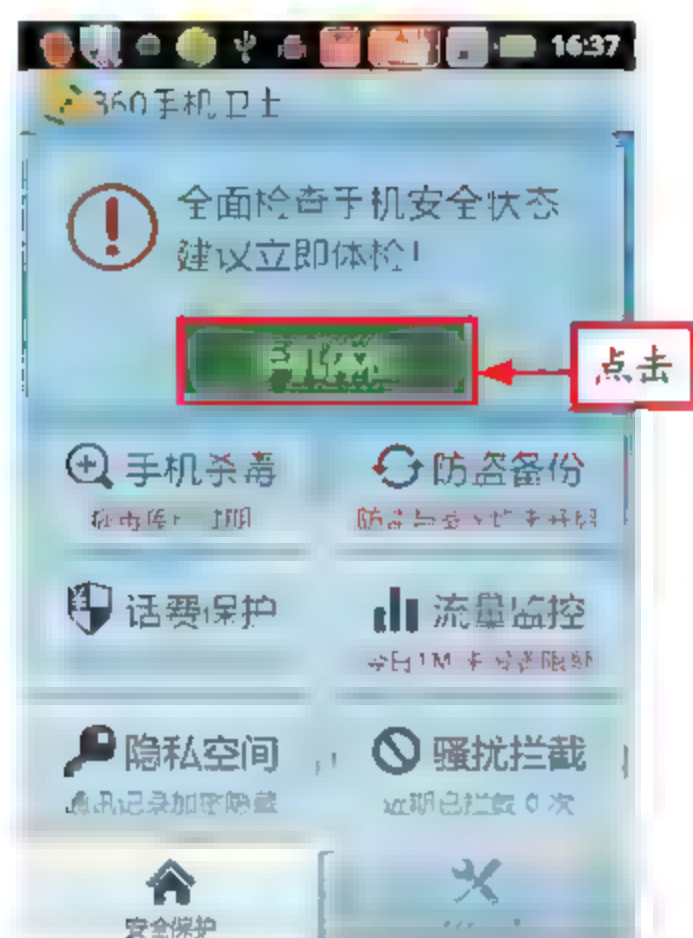 16:37
360手机卫士
全面检查手机安全状态
建议立即体检!
点击
手机杀毒
防盗备份
话费保护
流量监控
隐私空间
骚扰拦截
通讯记录加密隐藏
近期已拦截 0 次
安全保护